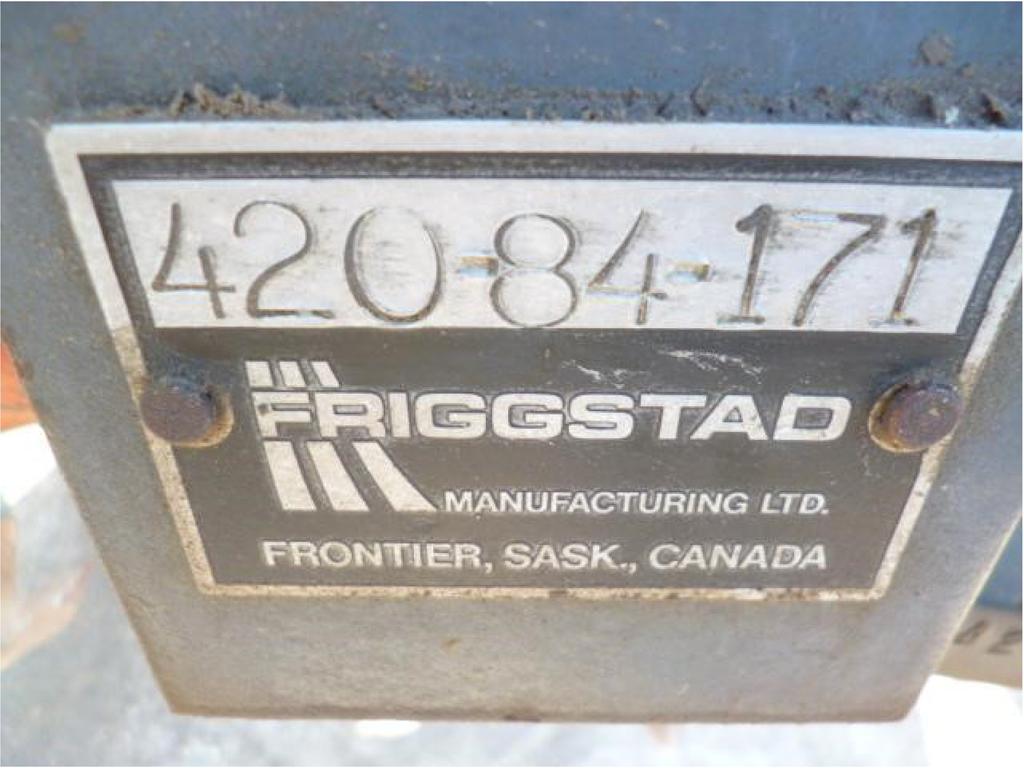 420-84-171
FRIGGSTAD
MANUFACTURING LTD.
FRONTIER, SASK., CANADA